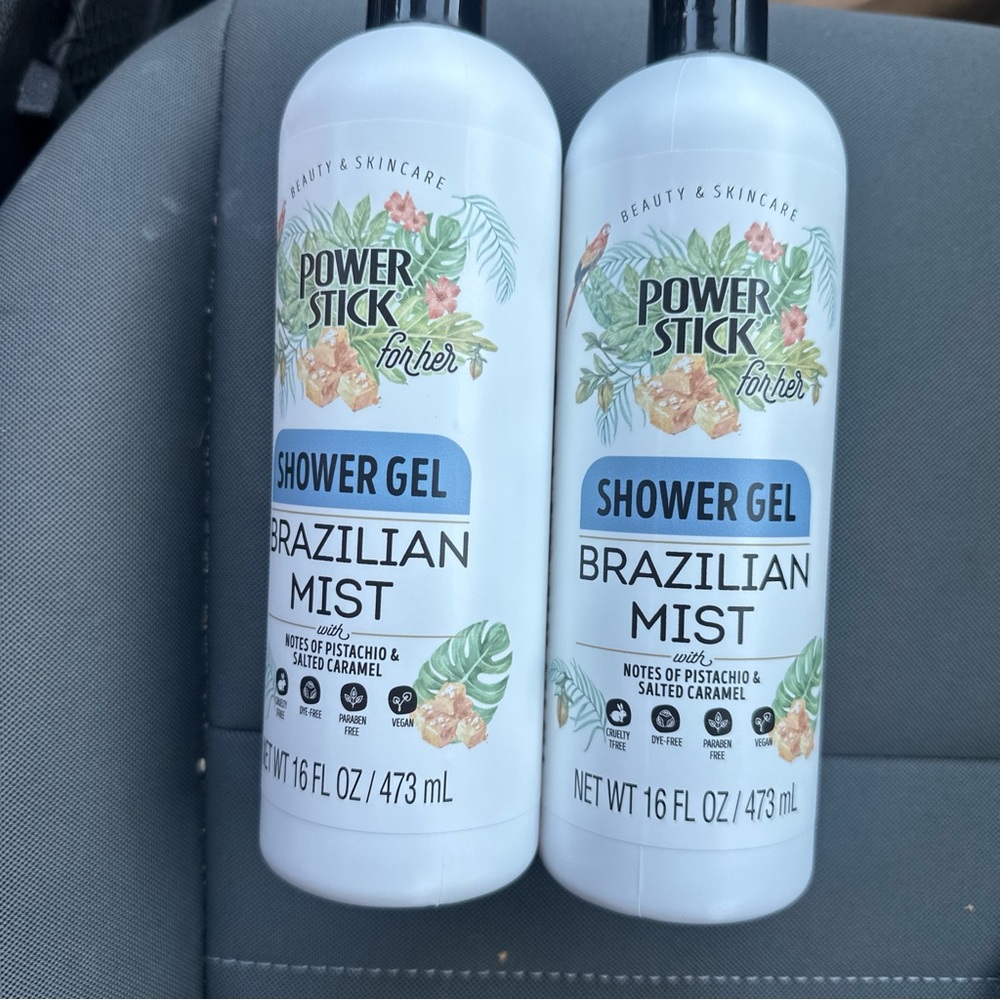 BEAUTY & SKINCARE
POWER
STICK
for her
SHOWER GEL
BRAZILIAN
MIST
with
NOTES OF PISTACHIO &
SALTED CARAMEL
CRUELTY
FREE
DYE-FREE
PARABEN
FREE
VEGAN
NET WT 16 FL OZ / 473 mL
BEAUTY & SKINCARE
POWER
STICK®
for her
SHOWER GEL
BRAZILIAN
MIST
with
NOTES OF PISTACHIO &
SALTED CARAMEL
CRUELTY
TFREE
DYE-FREE
PARABEN
FREE
VEGAN
NET WT 16 FL OZ / 473 mL